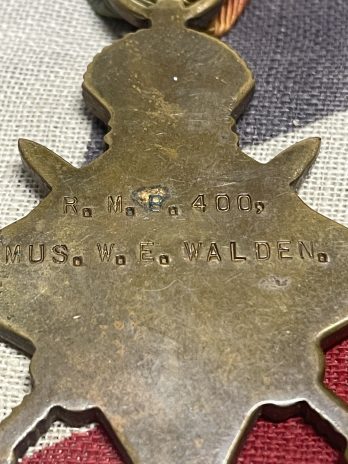 R. M. B. 400,
MUS. W. E. WALDEN.